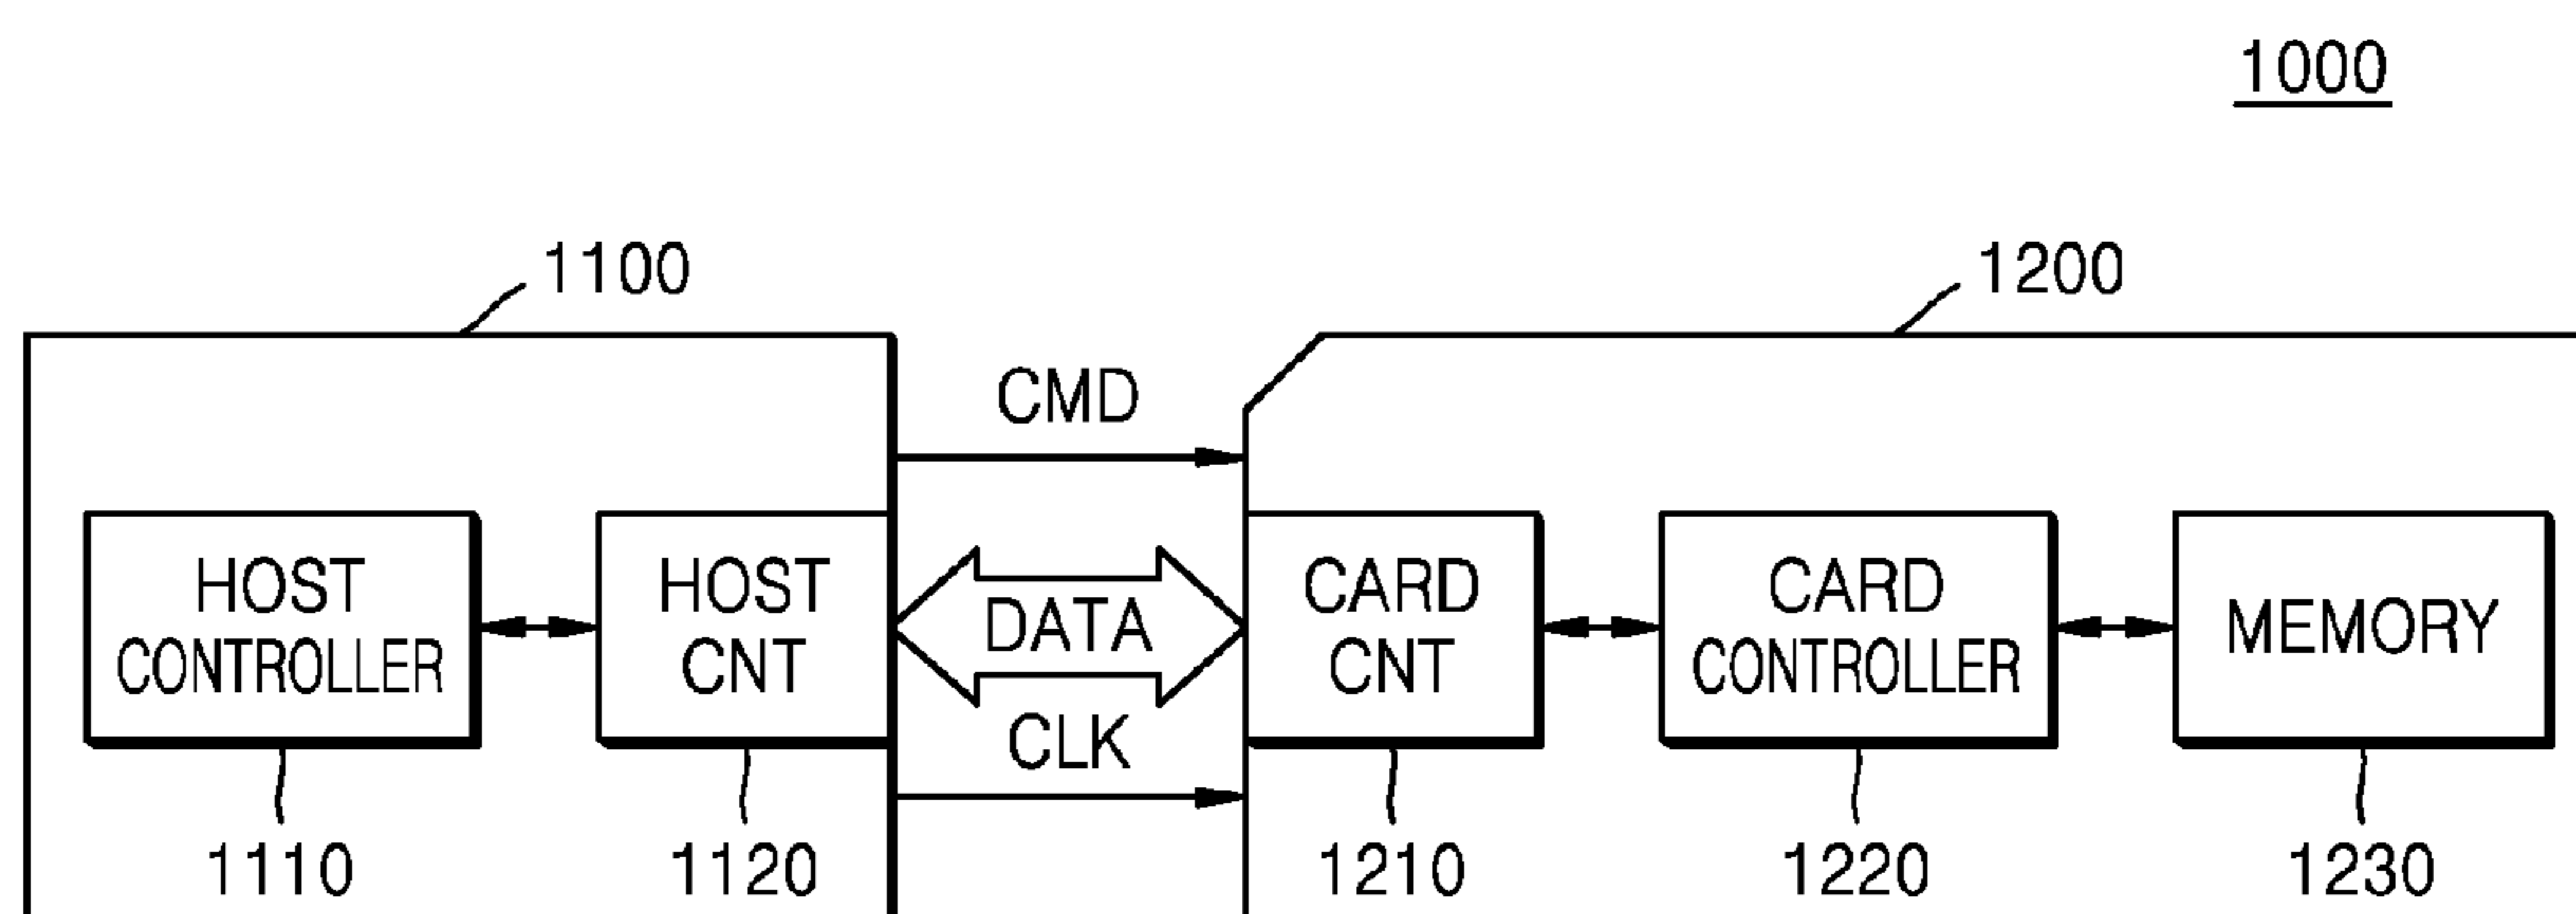 1000
1100
1200
CMD
HOST
CONTROLLER
HOST
CNT
DATA
CARD
CNT
CARD
CONTROLLER
MEMORY
CLK
1110
1120
1210
1220
1230